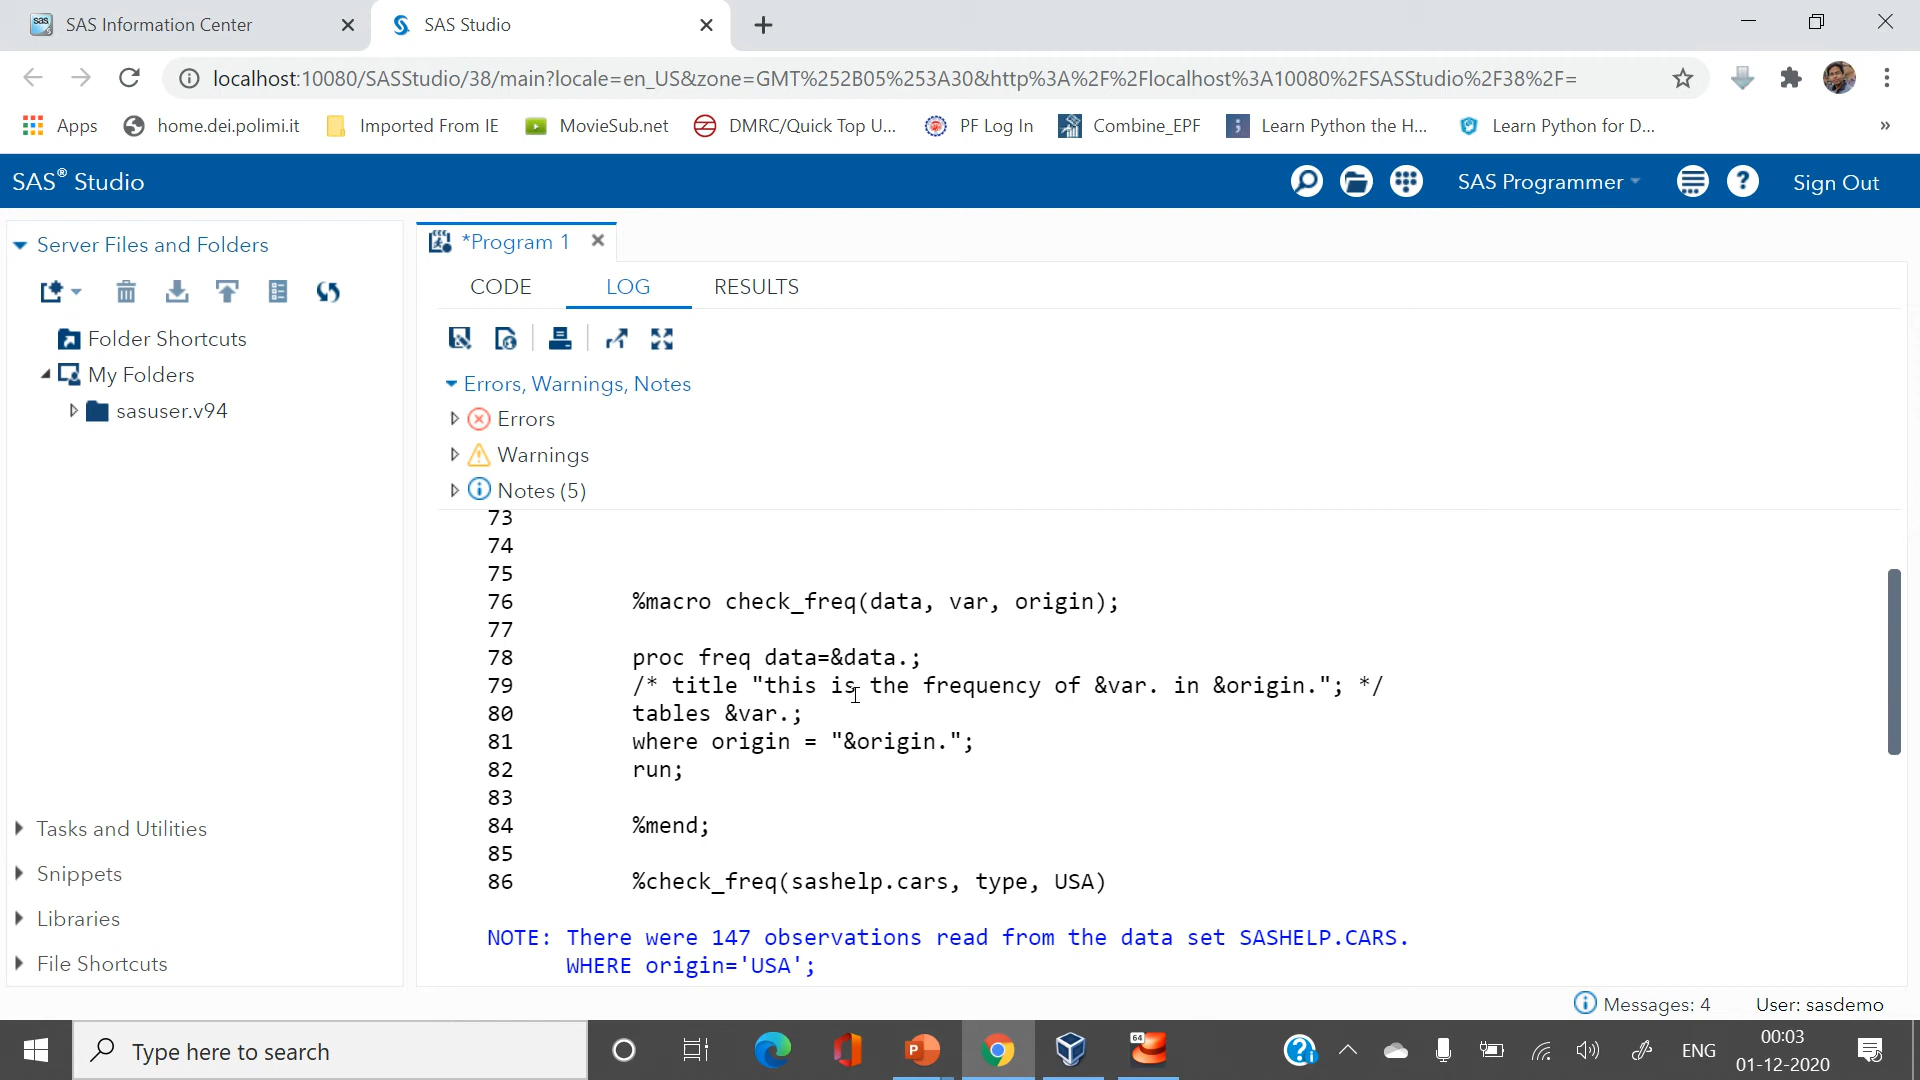 SAS Information Center
SAS Studio
localhost:10080/SASStudio/38/main?locale=en_US&zone=GMT%252B05%253A30&http%3A%2F%2Flocalhost%3A10080%2FSASStudio%2F38%2F=
Apps
home.dei.polimi.it
Imported From IE
MovieSub.net
DMRC/Quick Top U...
PF Log In
Combine_EPF
Learn Python the H...
Learn Python for D...
»
SAS® Studio
SAS Programmer
Sign Out
Server Files and Folders
Folder Shortcuts
My Folders
sasuser.v94
Tasks and Utilities
Snippets
Libraries
File Shortcuts
*Program 1
CODE LOG RESULTS
Errors, Warnings, Notes
Errors
Warnings
Notes (5)
73
74
75
76 %macro check_freq(data, var, origin);
77
78 proc freq data=&data.;
79 /* title "this is the frequency of &var. in &origin."; */
80 tables &var.;
81 where origin = "&origin.";
82 run;
83
84 %mend;
85
86 %check_freq(sashelp.cars, type, USA)
NOTE: There were 147 observations read from the data set SASHELP.CARS.
WHERE origin='USA';
Messages: 4
User: sasdemo
Type here to search
64
ENG
00:03
01-12-2020